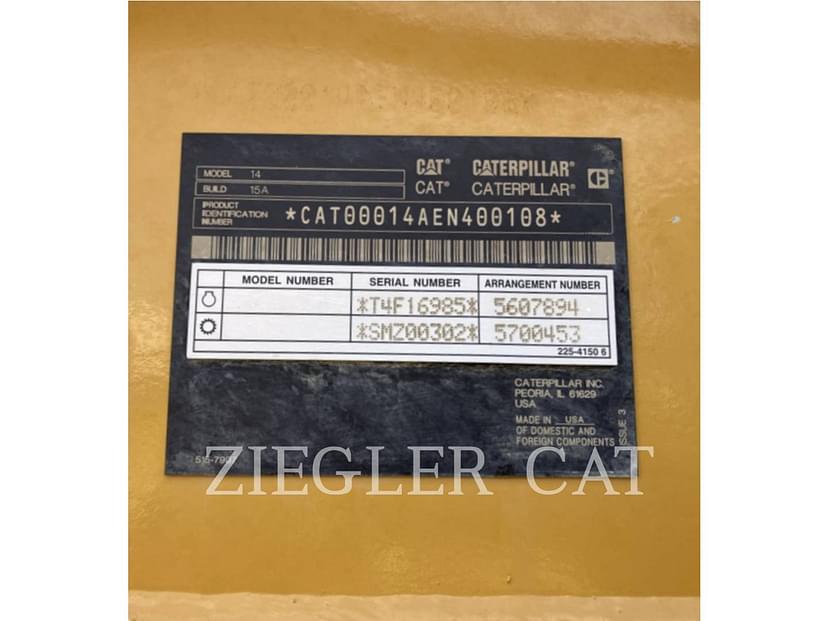 MODEL 14
CAT® CATERPILLAR®
BUILD 15A
CAT® CATERPILLAR®
PRODUCT
IDENTIFICATION
NUMBER
*CAT00014AEN400108*
MODEL NUMBER SERIAL NUMBER ARRANGEMENT NUMBER
*T4F16985* 5607894
*SMZ00302* 5700453
225-4150 6
CATERPILLAR INC.
PEORIA, IL 61629
USA
MADE IN USA
OF DOMESTIC AND
FOREIGN COMPONENTS
ISSUE 3
ZIEGLER CAT